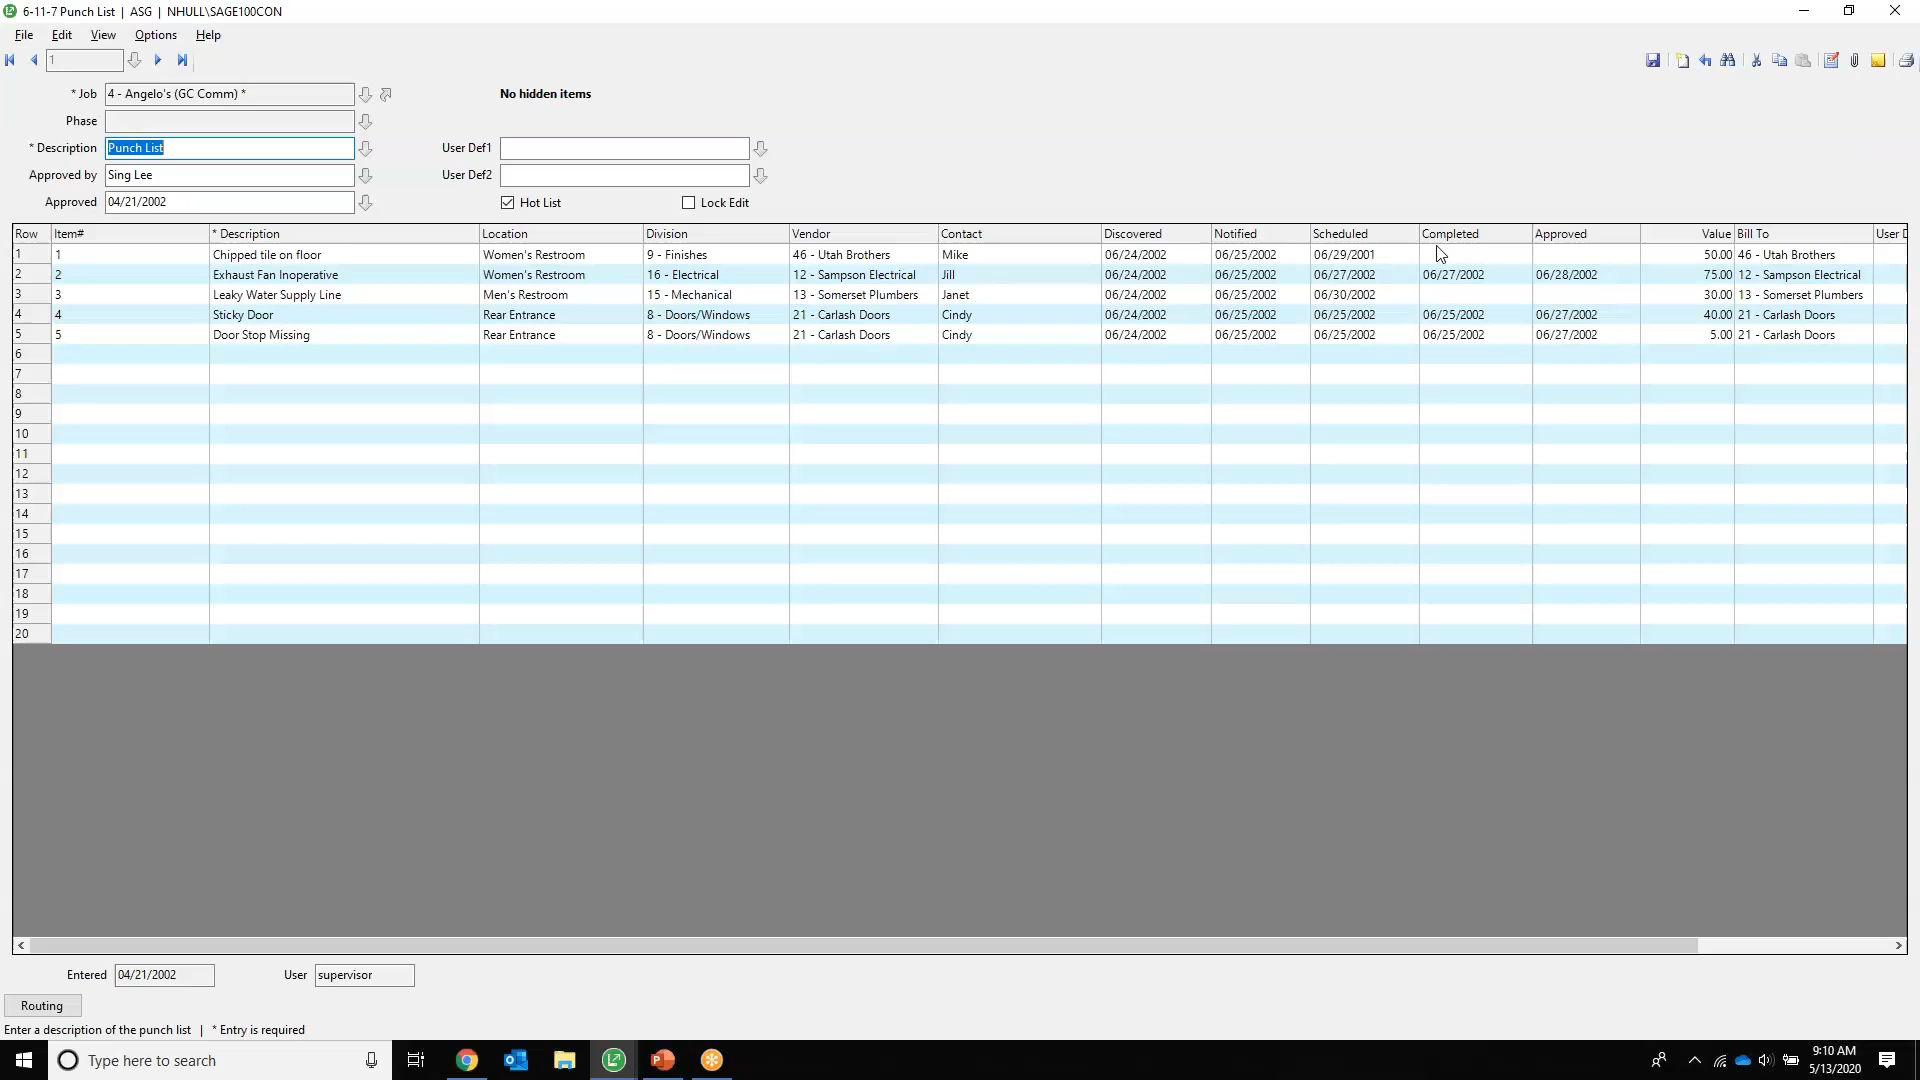 6-11-7 Punch List | ASG | NHULL\SAGE100CON
File Edit View Options Help
1
* Job 4 - Angelo's (GC Comm) * No hidden items
Phase
* Description Punch List User Def1
Approved by Sing Lee User Def2
Approved 04/21/2002 Hot List Lock Edit
Row Item# * Description Location Division Vendor Contact Discovered Notified Scheduled Completed Approved Value Bill To User D
1 1 Chipped tile on floor Women's Restroom 9 - Finishes 46 - Utah Brothers Mike 06/24/2002 06/25/2002 06/29/2001 50.00 46 - Utah Brothers
2 2 Exhaust Fan Inoperative Women's Restroom 16 - Electrical 12 - Sampson Electrical Jill 06/24/2002 06/25/2002 06/27/2002 06/27/2002 06/28/2002 75.00 12 - Sampson Electrical
3 3 Leaky Water Supply Line Men's Restroom 15 - Mechanical 13 - Somerset Plumbers Janet 06/24/2002 06/25/2002 06/30/2002 30.00 13 - Somerset Plumbers
4 4 Sticky Door Rear Entrance 8 - Doors/Windows 21 - Carlash Doors Cindy 06/24/2002 06/25/2002 06/25/2002 06/25/2002 06/27/2002 40.00 21 - Carlash Doors
5 5 Door Stop Missing Rear Entrance 8 - Doors/Windows 21 - Carlash Doors Cindy 06/24/2002 06/25/2002 06/25/2002 06/25/2002 06/27/2002 5.00 21 - Carlash Doors
6
7
8
9
10
11
12
13
14
15
16
17
18
19
20
Entered 04/21/2002 User supervisor
Routing
Enter a description of the punch list | * Entry is required
Type here to search
9:10 AM
5/13/2020